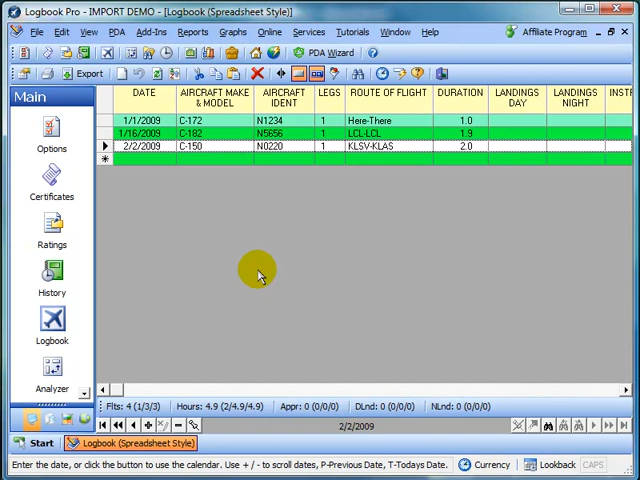 Logbook Pro - IMPORT DEMO - [Logbook (Spreadsheet Style)]
File Edit View PDA Add-Ins Reports Graphs Online Services Tutorials Window Help Affiliate Program
PDA Wizard
Export
Main
Options
Certificates
Ratings
History
Logbook
Analyzer
DATE AIRCRAFT MAKE & MODEL AIRCRAFT IDENT LEGS ROUTE OF FLIGHT DURATION LANDINGS DAY LANDINGS NIGHT INSTR
1/1/2009 C-172 N1234 1 Here-There 1.0
1/16/2009 C-182 N5656 1 LCL-LCL 1.9
2/2/2009 C-150 N0220 1 KLSV-KLAS 2.0
Flts: 4 (1/3/3) Hours: 4.9 (2/4.9/4.9) Appr: 0 (0/0/0) DLnd: 0 (0/0/0) NLnd: 0 (0/0/0)
2/2/2009
Start Logbook (Spreadsheet Style)
Enter the date, or click the button to use the calendar. Use + / - to scroll dates, P-Previous Date, T-Todays Date. Currency Lookback CAPS